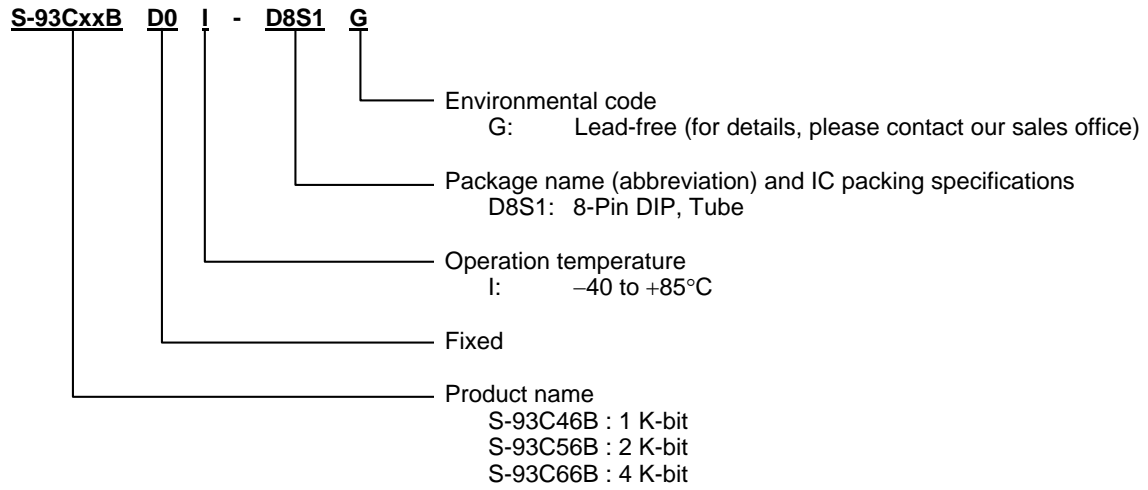 S-93CxxB D0 I - D8S1 G
Environmental code
G: Lead-free (for details, please contact our sales office)
Package name (abbreviation) and IC packing specifications
D8S1: 8-Pin DIP, Tube
Operation temperature
I: −40 to +85°C
Fixed
Product name
S-93C46B : 1 K-bit
S-93C56B : 2 K-bit
S-93C66B : 4 K-bit